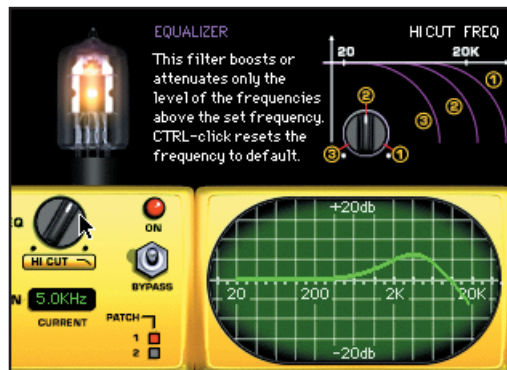 EQUALIZER
This filter boosts or
attenuates only the
level of the frequencies
above the set frequency.
CTRL-click resets the
frequency to default.
HI CUT FREQ
20 20K
1
2
3
2
3 1
EQ
HI CUT
ON
BYPASS
N 5.0KHz
CURRENT
PATCH
1
2
+20db
20 200 2K 20K
-20db